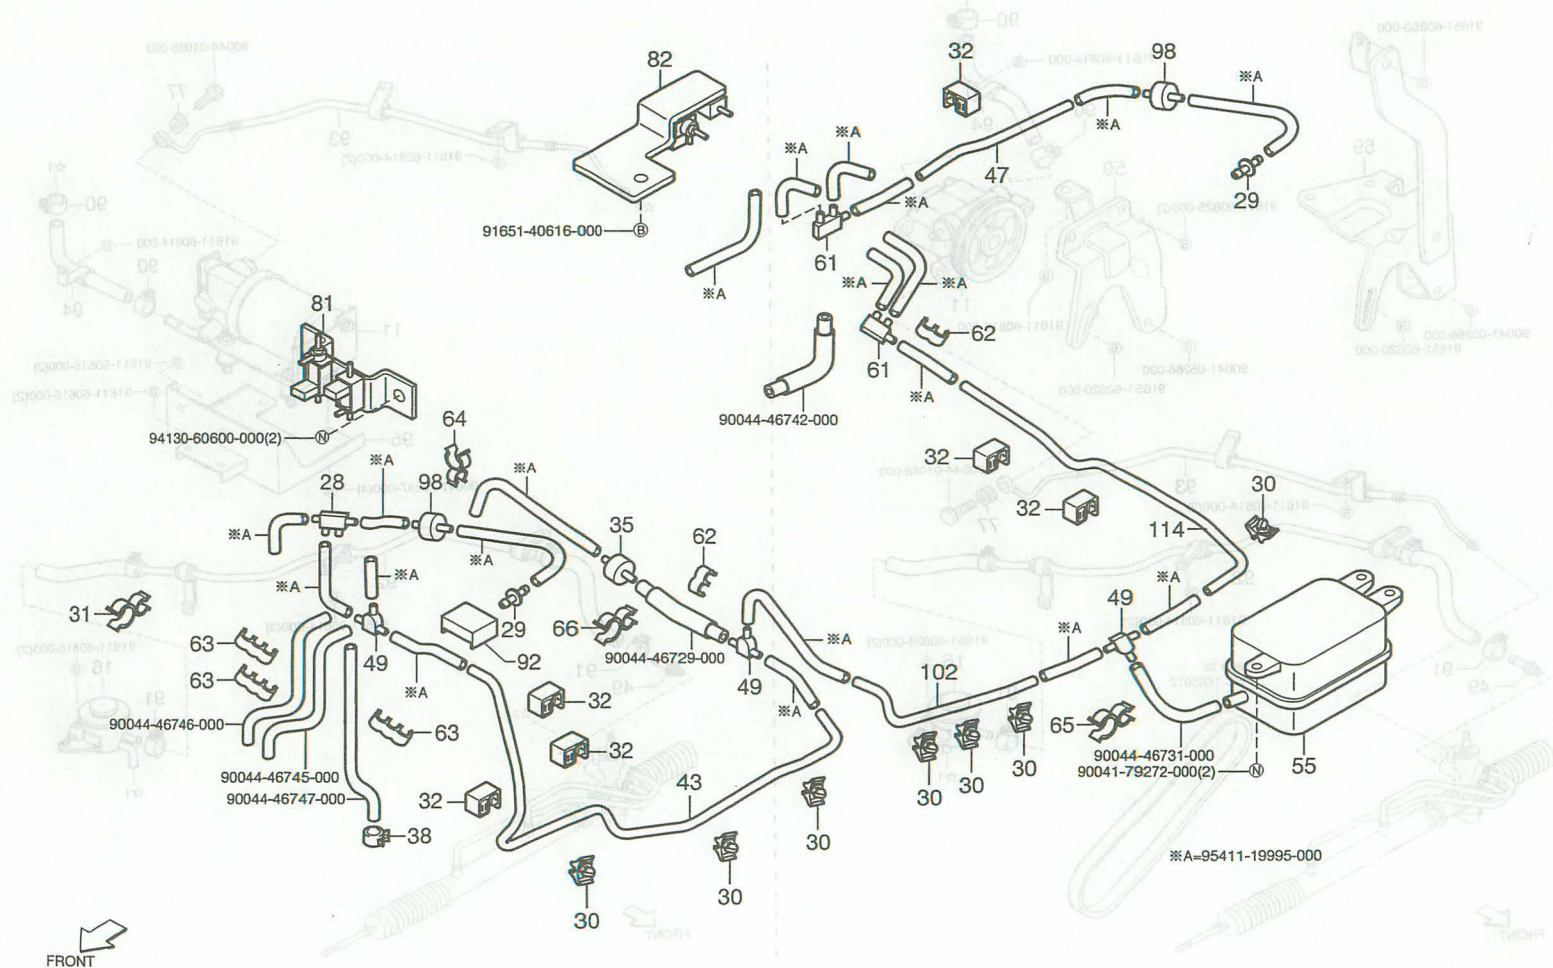 82
32
98
※A
※A
※A
※A
47
29
91651-40616-000 Ⓑ
※A
61
※A
※A
※A
81
62
61
※A
90044-46742-000
94130-60600-000(2) Ⓝ
64
※A
※A
32
28
98
30
32
114
※A
※A
35
62
※A
※A
※A
31
29
66
49
※A
63
49
92
90044-46729-000
※A
63
※A
49
102
32
※A
90044-46746-000
63
65
32
90044-46731-000
90044-46745-000
90041-79272-000(2) Ⓝ
55
30
30
30
90044-46747-000
32
43
38
30
※A=95411-19995-000
30
30
FRONT